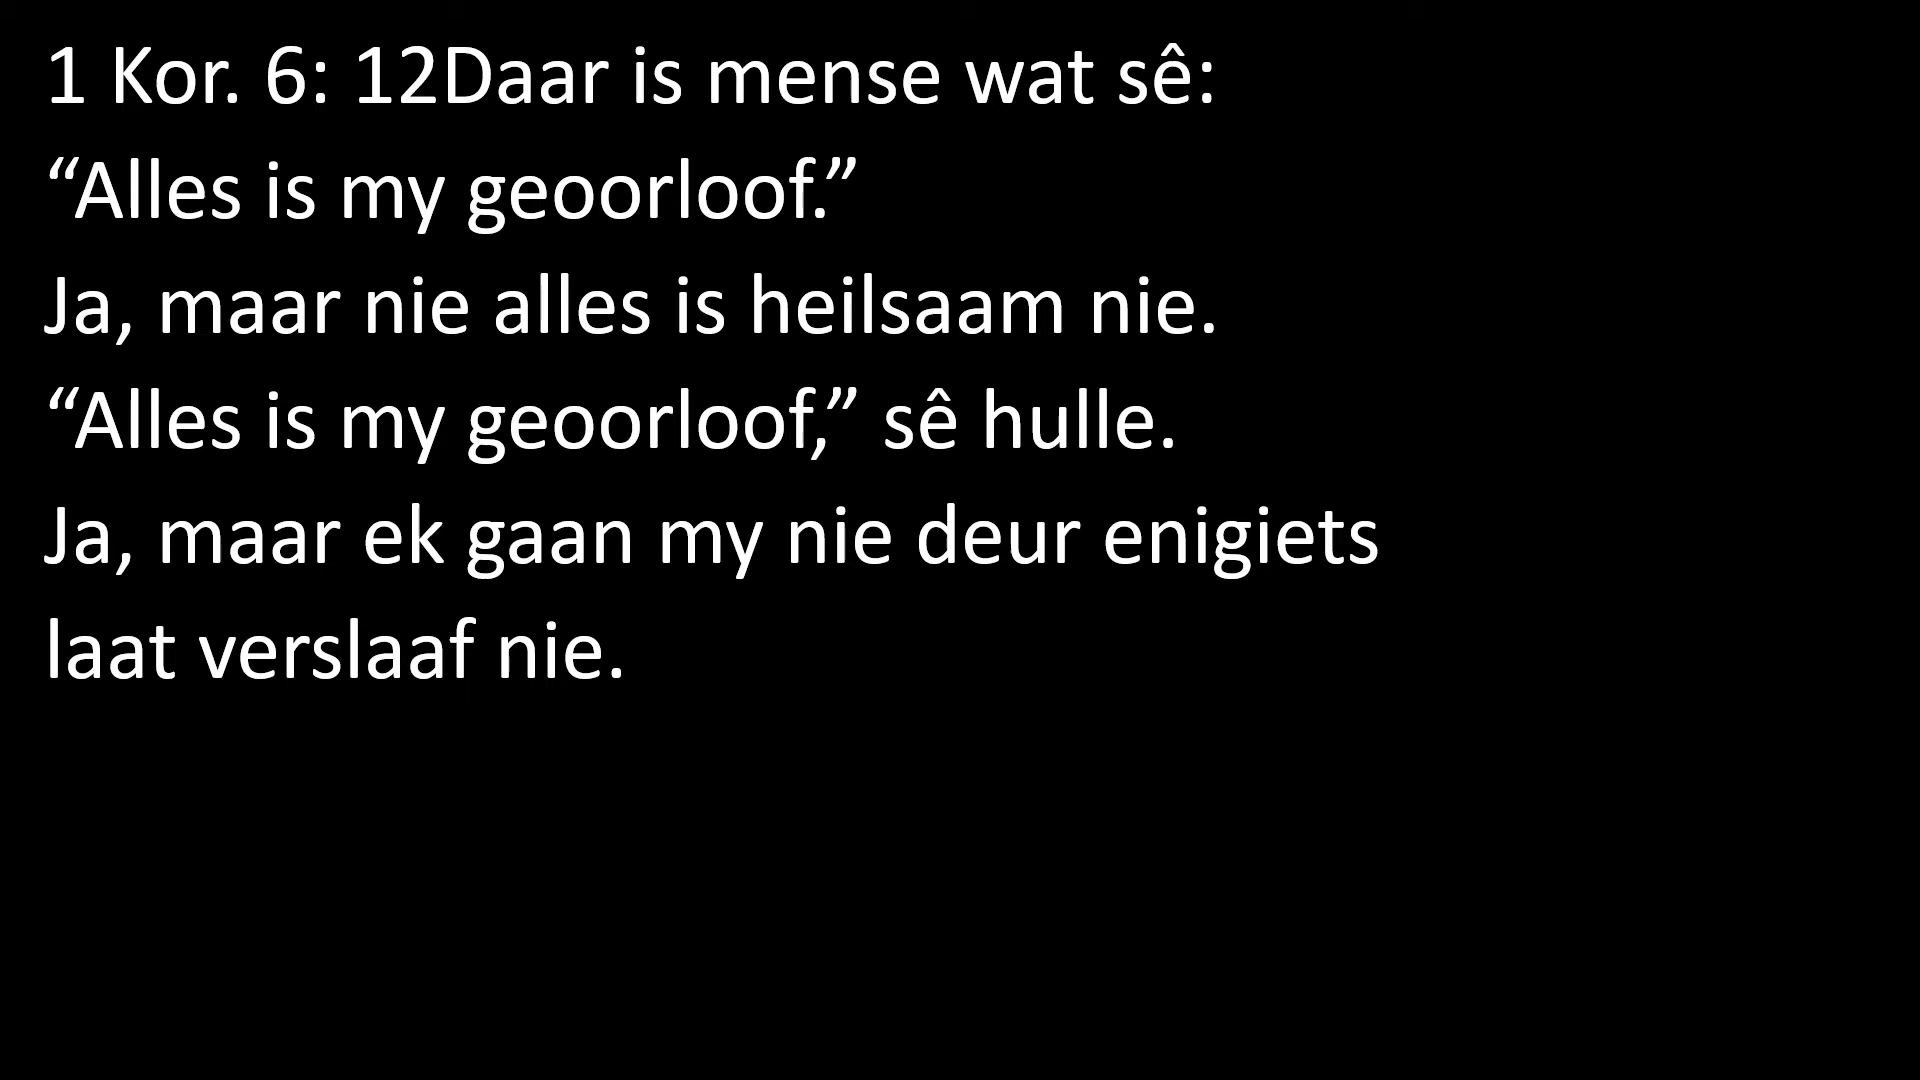 1 Kor. 6: 12Daar is mense wat sê:
“Alles is my geoorloof.”
Ja, maar nie alles is heilsaam nie.
“Alles is my geoorloof,” sê hulle.
Ja, maar ek gaan my nie deur enigiets
laat verslaaf nie.